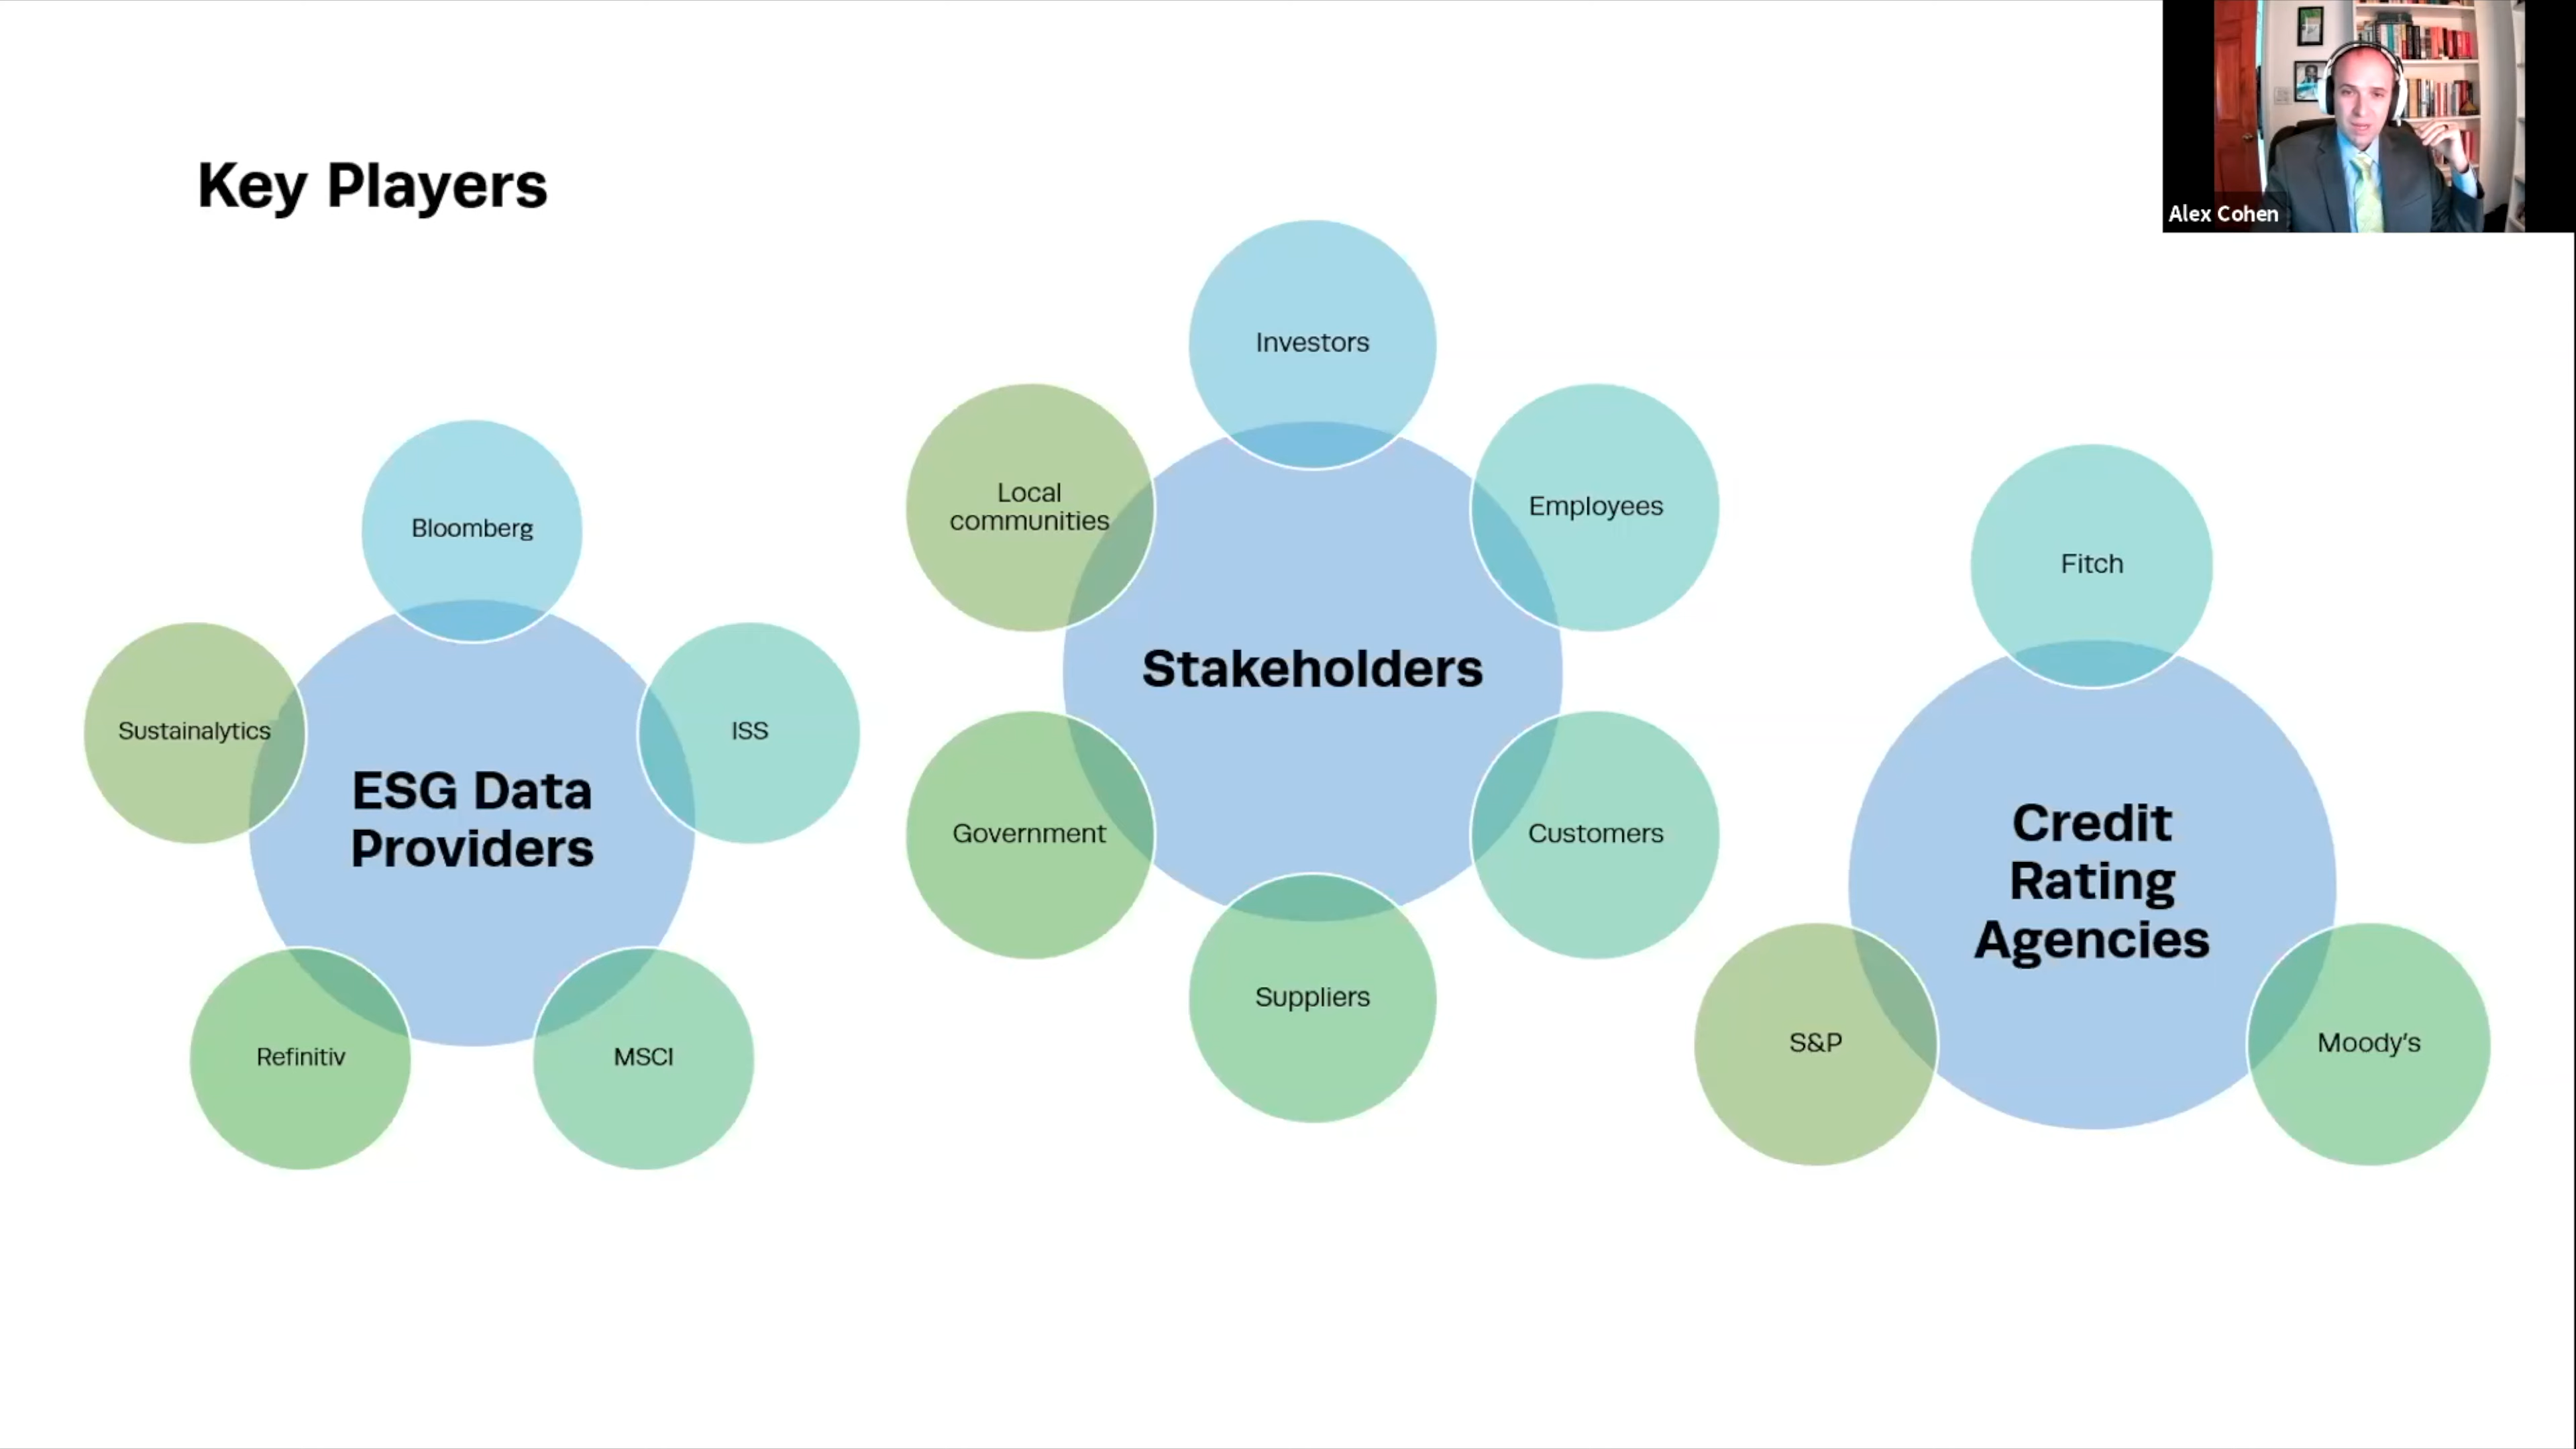 Key Players
Alex Cohen
Bloomberg
Sustainalytics
ISS
ESG Data
Providers
Refinitiv
MSCI
Investors
Local
communities
Employees
Stakeholders
Government
Customers
Suppliers
Fitch
Credit
Rating
Agencies
S&P
Moody’s